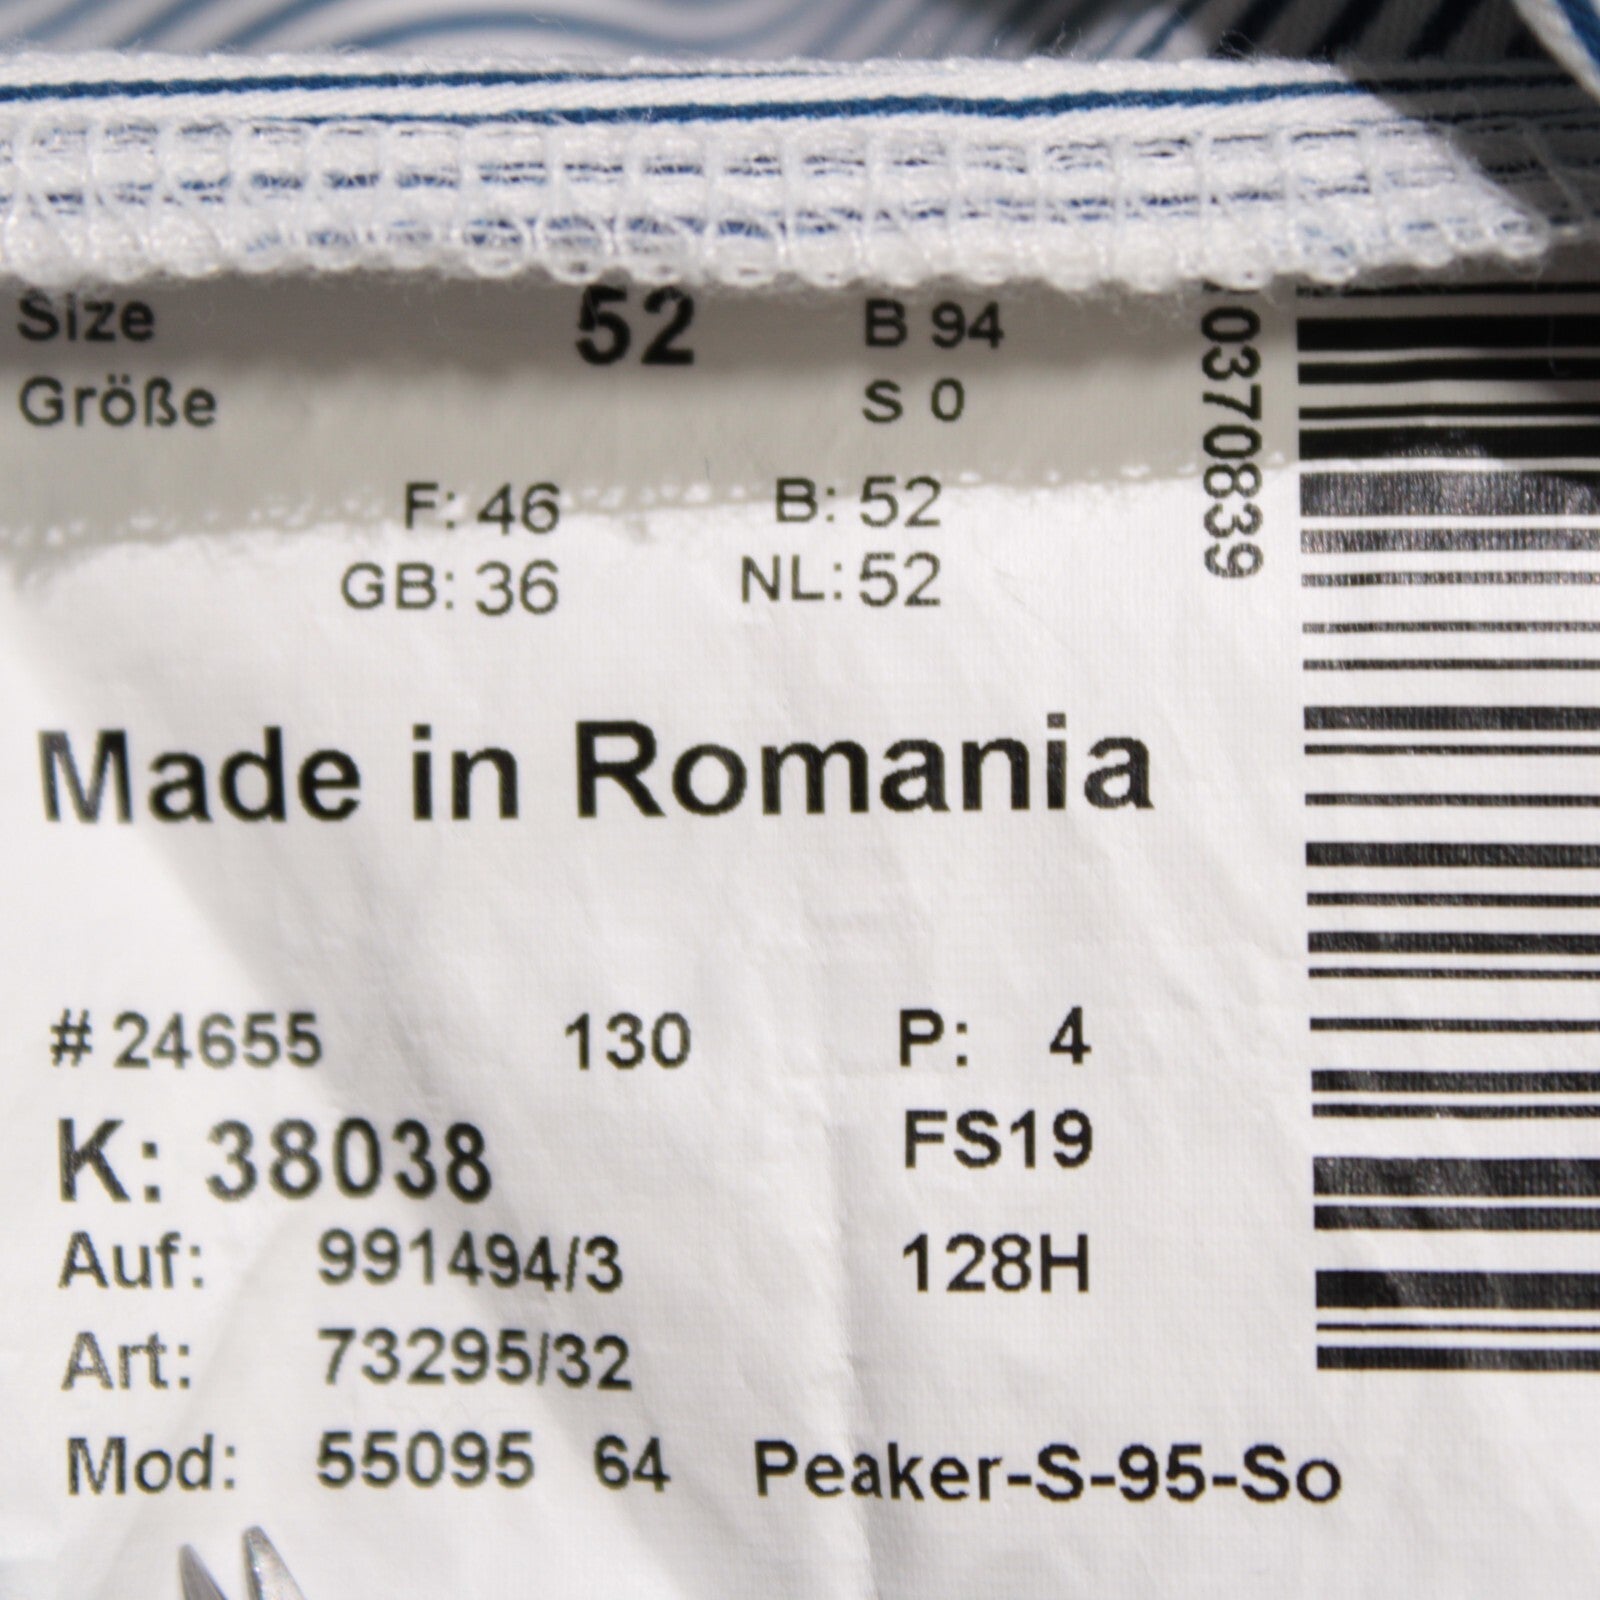 Size 52 B 94
Größe S 0
F: 46 B: 52
GB: 36 NL: 52
Made in Romania
# 24655 130 P: 4
K: 38038 FS19
Auf: 991494/3 128H
Art: 73295/32
Mod: 55095 64 Peaker-S-95-So
0370839